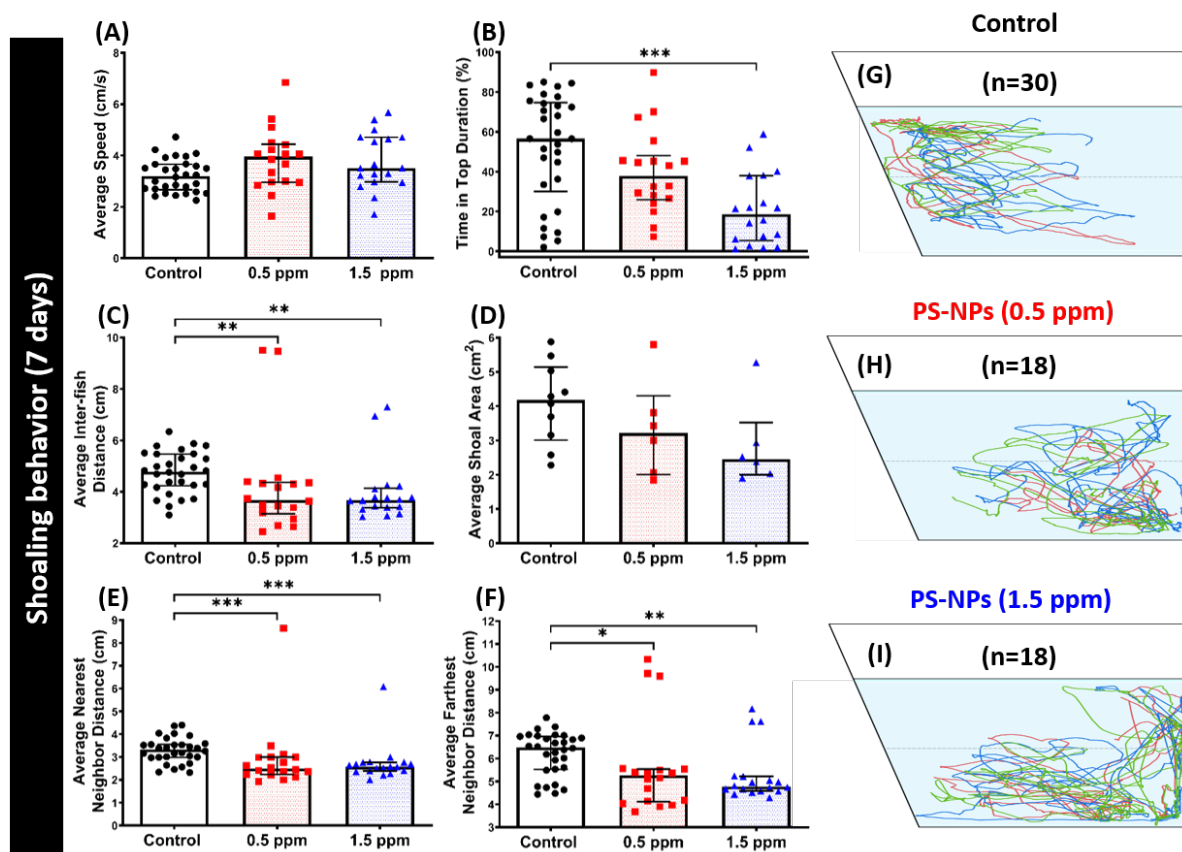 Shoaling behavior (7 days)
(A)
Average Speed (cm/s)
8
6
4
2
0
Control
0.5 ppm
1.5 ppm
(B)
Time in Top Duration (%)
100
80
60
40
20
0
***
Control
0.5 ppm
1.5 ppm
(C)
Average Inter-fish
Distance (cm)
10
8
6
4
2
**
**
Control
0.5 ppm
1.5 ppm
(D)
Average Shoal Area (cm²)
6
5
4
3
2
1
0
Control
0.5 ppm
1.5 ppm
(E)
Average Nearest
Neighbor Distance (cm)
9
8
7
6
5
4
3
2
1
0
***
***
Control
0.5 ppm
1.5 ppm
(F)
Average Farthest
Neighbor Distance (cm)
12
11
10
9
8
7
6
5
4
3
**
*
Control
0.5 ppm
1.5 ppm
Control
(G)
(n=30)
PS-NPs (0.5 ppm)
(H)
(n=18)
PS-NPs (1.5 ppm)
(I)
(n=18)